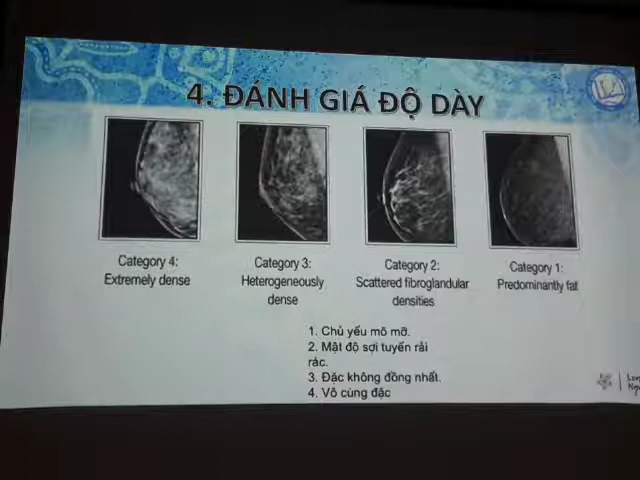 4. ĐÁNH GIÁ ĐỘ DÀY
Category 4:
Extremely dense
Category 3:
Heterogeneously
dense
Category 2:
Scattered fibroglandular
densities
Category 1:
Predominantly fat
1. Chủ yếu mô mỡ.
2. Mật độ sợi tuyến rải
rác.
3. Đặc không đồng nhất.
4. Vô cùng đặc